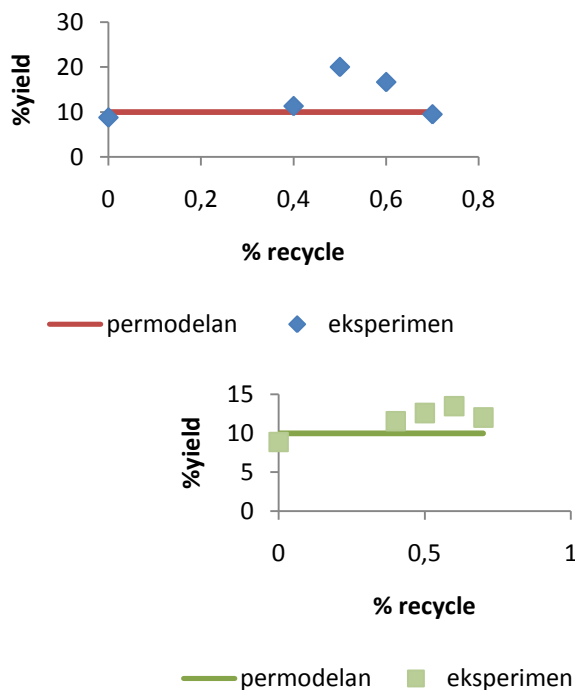 30
20
10
0
%yield
0 0,2 0,4 0,6 0,8
% recycle
permodelan eksperimen
15
10
5
0
%yield
0 0,5 1
% recycle
permodelan eksperimen